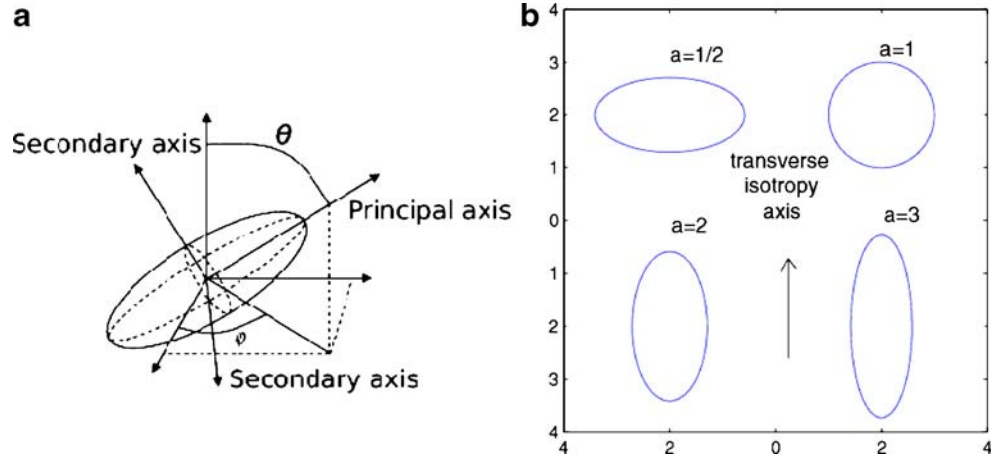 a
θ
Secondary axis
Principal axis
φ
Secondary axis
b
4
3
2
1
0
1
2
3
4
4
2
0
2
4
a=1/2
a=1
transverse
isotropy
axis
a=2
a=3